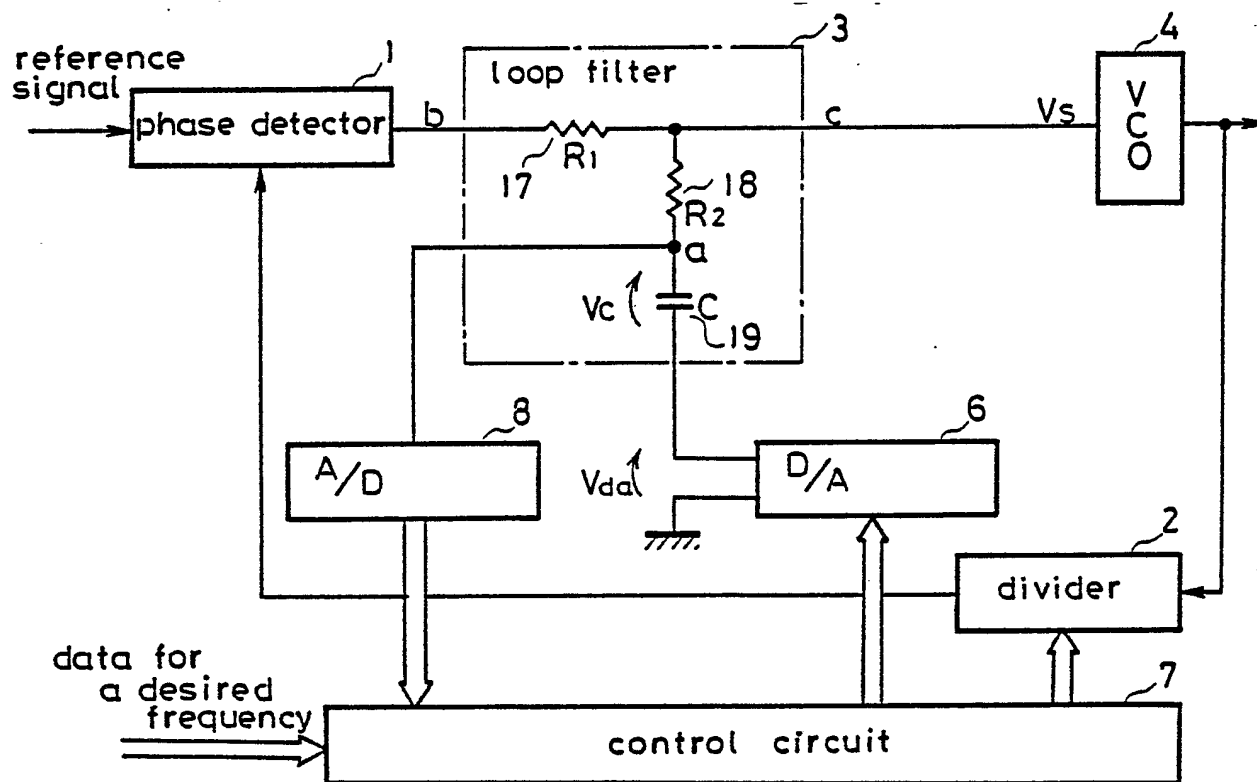 reference
signal
1
phase detector
b
3
loop filter
17
R1
18
R2
a
Vc
C
19
c
Vs
4
VCO
8
A/D
Vda
6
D/A
2
divider
data for
a desired
frequency
7
control circuit